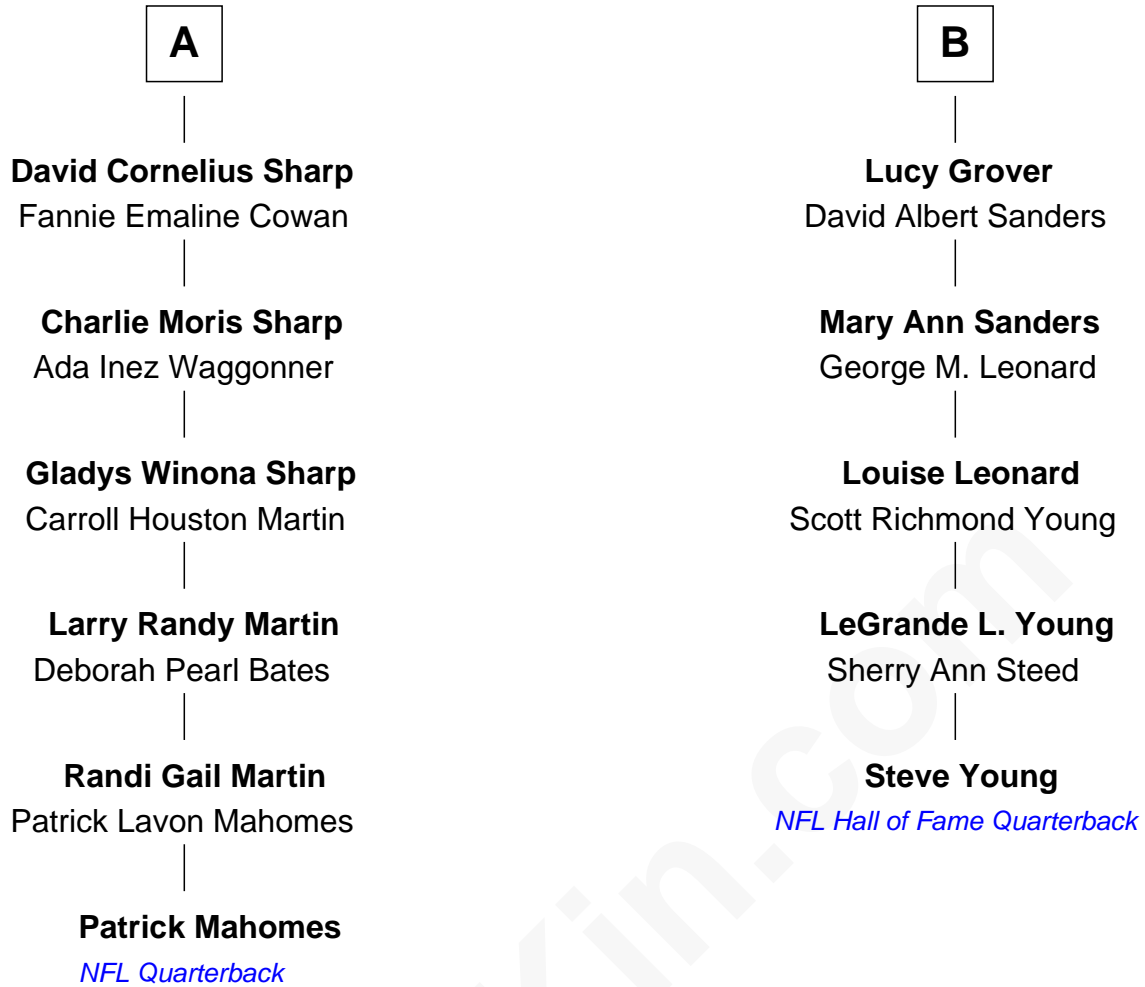 A
David Cornelius Sharp
Fannie Emaline Cowan
Charlie Moris Sharp
Ada Inez Waggonner
Gladys Winona Sharp
Carroll Houston Martin
Larry Randy Martin
Deborah Pearl Bates
Randi Gail Martin
Patrick Lavon Mahomes
Patrick Mahomes
NFL Quarterback
B
Lucy Grover
David Albert Sanders
Mary Ann Sanders
George M. Leonard
Louise Leonard
Scott Richmond Young
LeGrande L. Young
Sherry Ann Steed
Steve Young
NFL Hall of Fame Quarterback
Kin.com